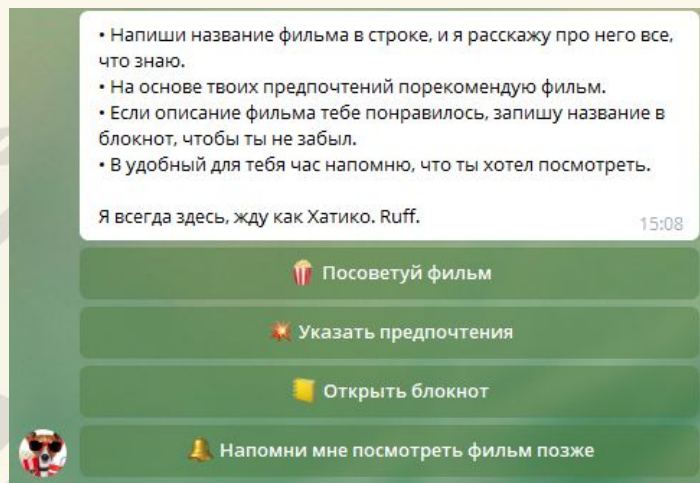 • Напиши название фильма в строке, и я расскажу про него все,
что знаю.
• На основе твоих предпочтений порекомендую фильм.
• Если описание фильма тебе понравилось, запишу название в
блокнот, чтобы ты не забыл.
• В удобный для тебя час напомню, что ты хотел посмотреть.
Я всегда здесь, жду как Хатико. Ruff.
15:08
🍿 Посоветуй фильм
💥 Указать предпочтения
📒 Открыть блокнот
🔔 Напомни мне посмотреть фильм позже